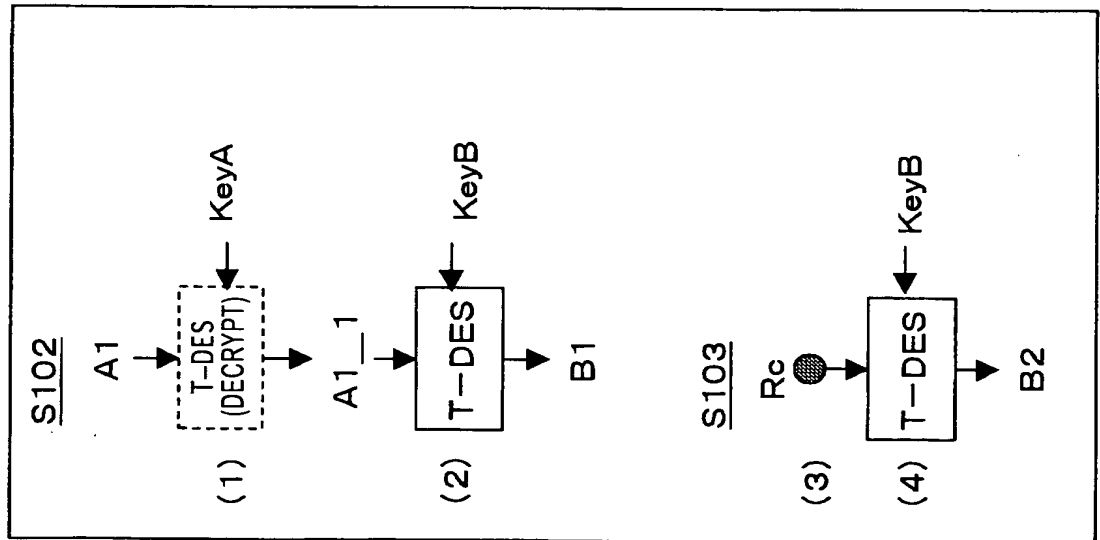 S102
A1
(1) T-DES
(DECRYPT) KeyA
A1_1
(2) T-DES KeyB
B1
S103
(3) Rc
(4) T-DES KeyB
B2